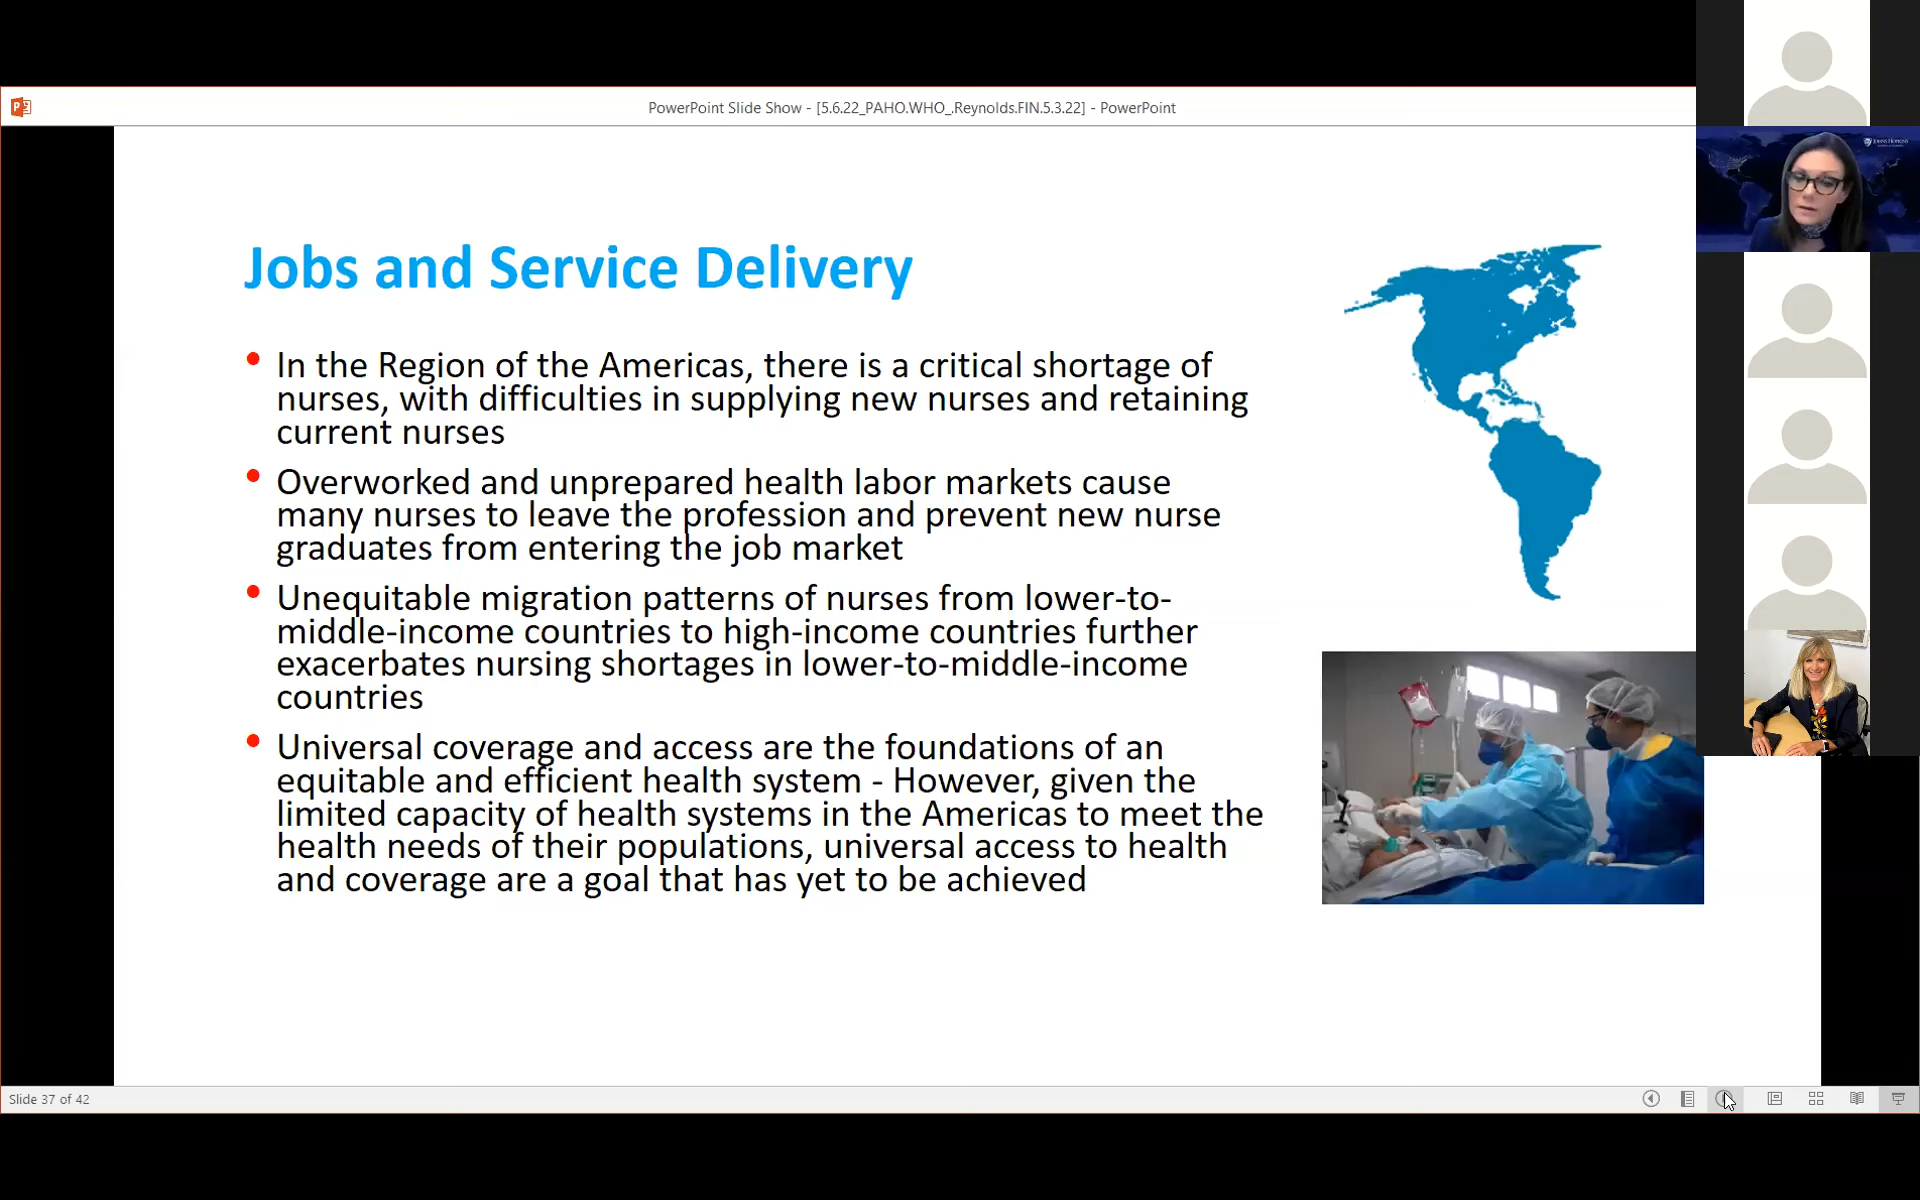 PowerPoint Slide Show - [5.6.22_PAHO.WHO_.Reynolds.FIN.5.3.22] - PowerPoint
JOHNS HOPKINS
Jobs and Service Delivery
• In the Region of the Americas, there is a critical shortage of
nurses, with difficulties in supplying new nurses and retaining
current nurses
• Overworked and unprepared health labor markets cause
many nurses to leave the profession and prevent new nurse
graduates from entering the job market
• Unequitable migration patterns of nurses from lower-to-
middle-income countries to high-income countries further
exacerbates nursing shortages in lower-to-middle-income
countries
• Universal coverage and access are the foundations of an
equitable and efficient health system - However, given the
limited capacity of health systems in the Americas to meet the
health needs of their populations, universal access to health
and coverage are a goal that has yet to be achieved
Slide 37 of 42